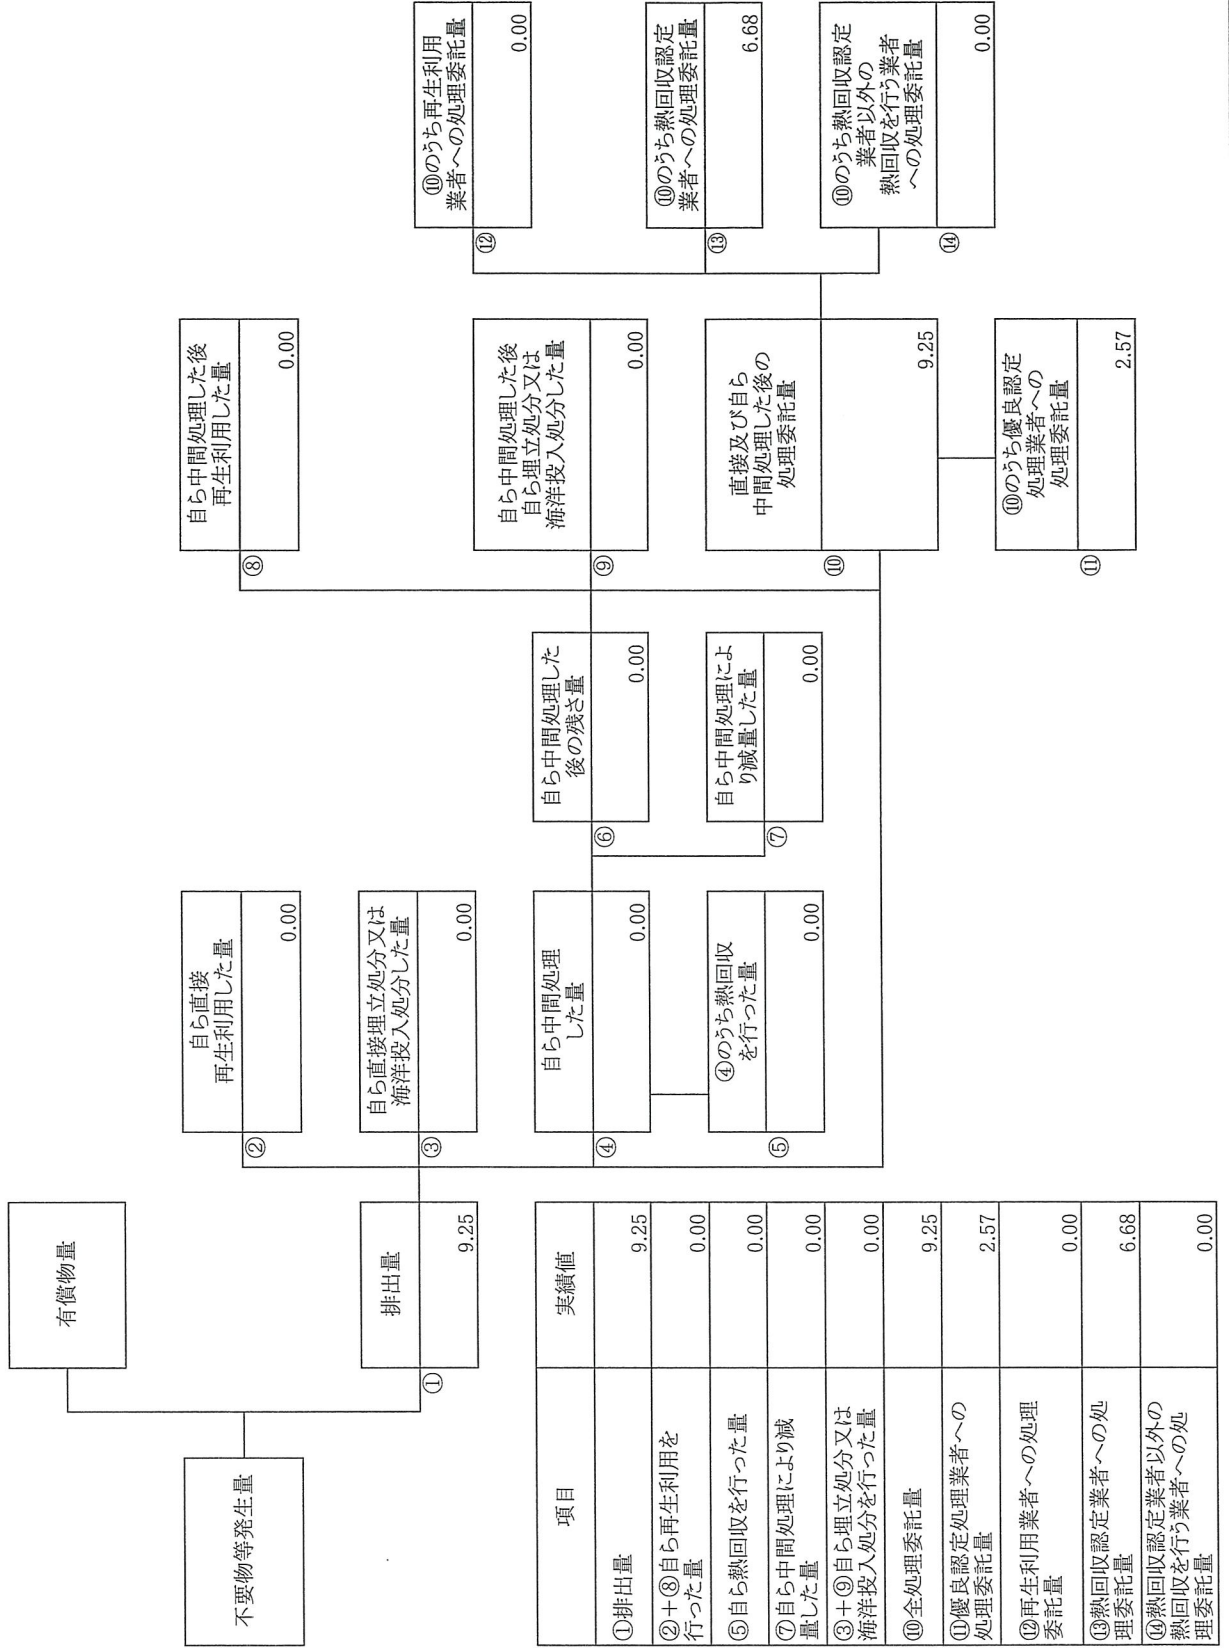 不要物等発生量
有償物量
①
排出量
9.25
②
自ら直接
再生利用した量
0.00
③
自ら直接埋立処分又は
海洋投入処分した量
0.00
④
自ら中間処理
した量
0.00
⑤
④のうち熱回収
を行った量
0.00
⑥
自ら中間処理した
後の残さ量
0.00
⑦
自ら中間処理によ
り減量した量
0.00
⑧
自ら中間処理した後
再生利用した量
0.00
⑨
自ら中間処理した後
自ら埋立処分又は
海洋投入処分した量
0.00
⑩
直接及び自ら
中間処理した後の
処理委託量
9.25
⑪
⑩のうち優良認定
処理業者への
処理委託量
2.57
⑫
⑩のうち再生利用
業者への処理委託量
0.00
⑬
⑩のうち熱回収認定
業者への処理委託量
6.68
⑭
⑩のうち熱回収認定
業者以外の
熱回収を行う業者
への処理委託量
0.00
項目 実績値
①排出量 9.25
②+⑧自ら再生利用を
行った量 0.00
⑤自ら熱回収を行った量 0.00
⑦自ら中間処理により減
量した量 0.00
③+⑨自ら埋立処分又は
海洋投入処分を行った量 0.00
⑩全処理委託量 9.25
⑪優良認定処理業者への
処理委託量 2.57
⑫再生利用業者への処理
委託量 0.00
⑬熱回収認定業者への処
理委託量 6.68
⑭熱回収認定業者以外の
熱回収を行う業者への処
理委託量 0.00